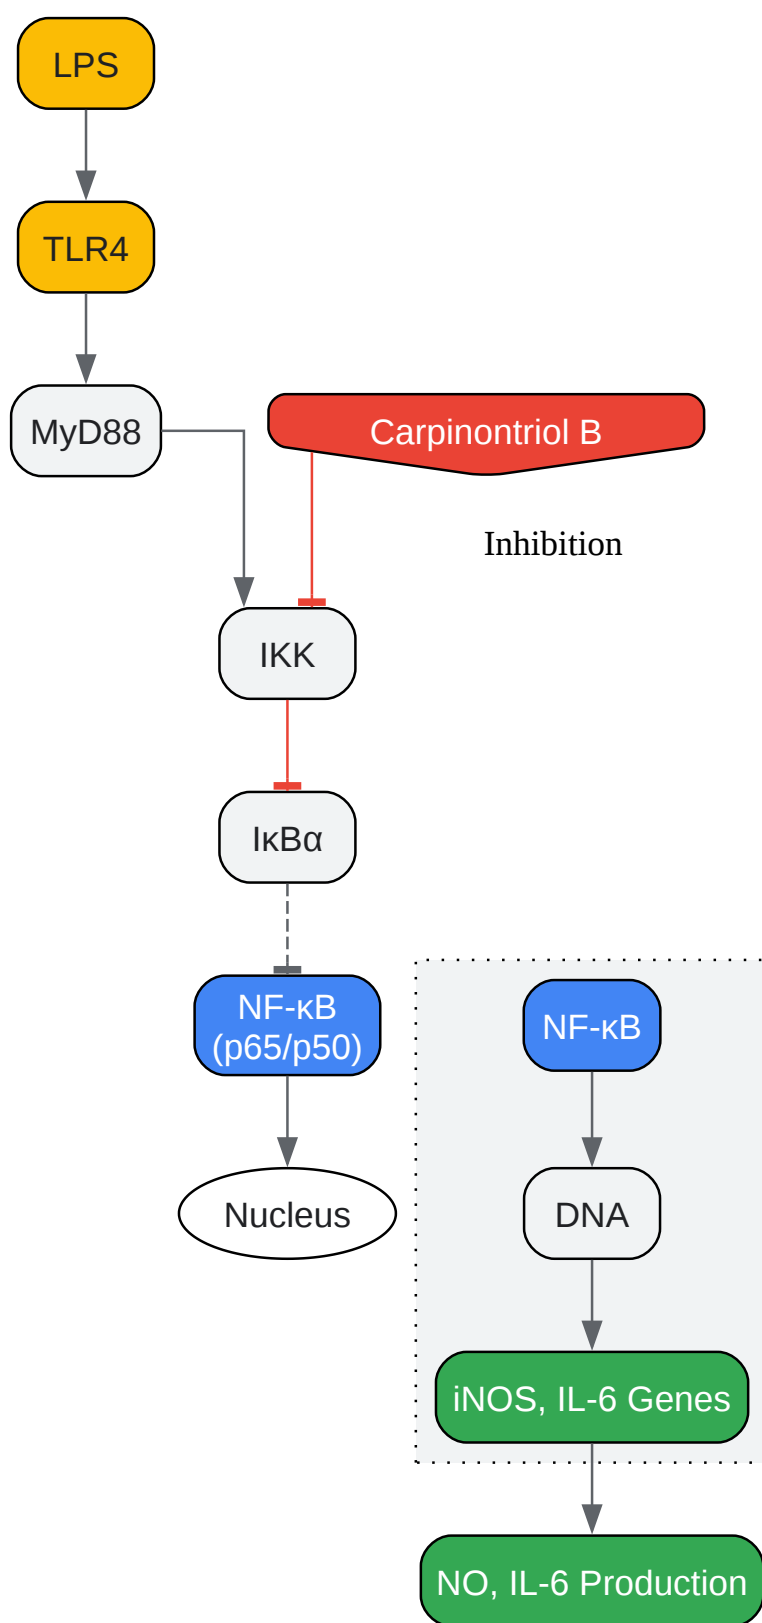 LPS
TLR4
MyD88
Carpinontriol B
Inhibition
IKK
IκBα
NF-κB
(p65/p50)
Nucleus
NF-κB
DNA
iNOS, IL-6 Genes
NO, IL-6 Production